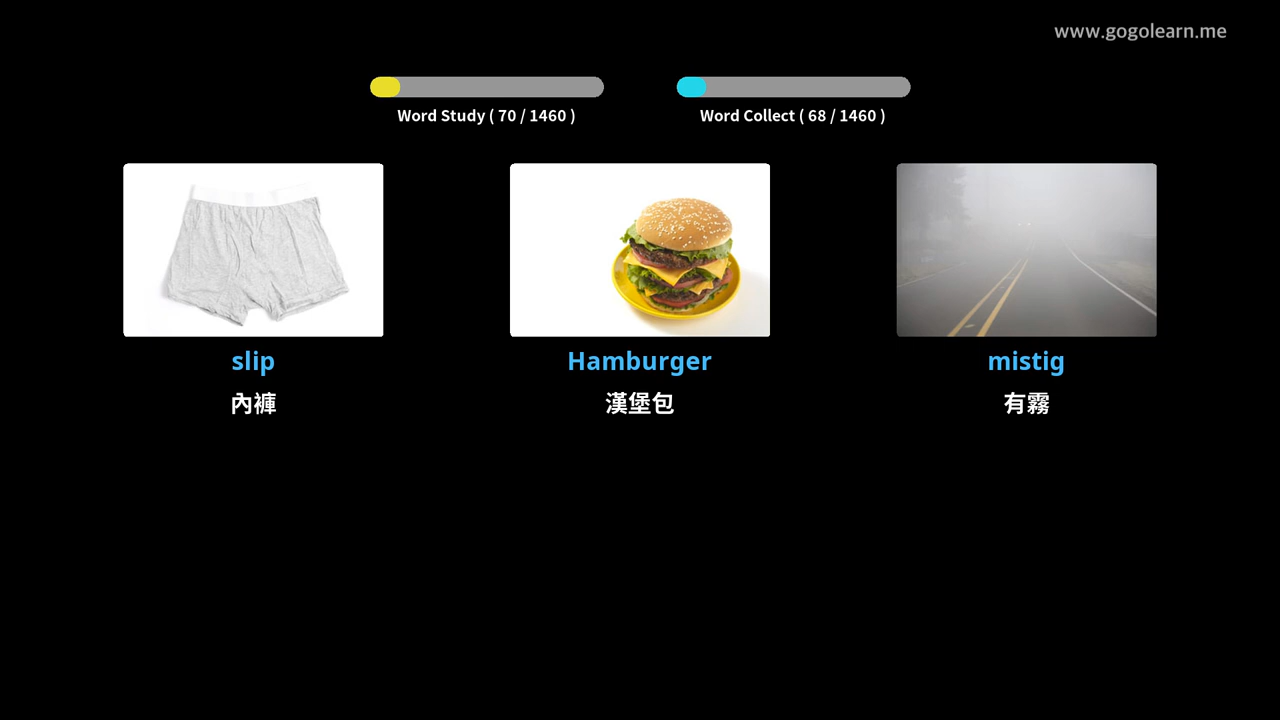 www.gogolearn.me
Word Study ( 70 / 1460 )
Word Collect ( 68 / 1460 )
slip
Hamburger
mistig
內褲
漢堡包
有霧